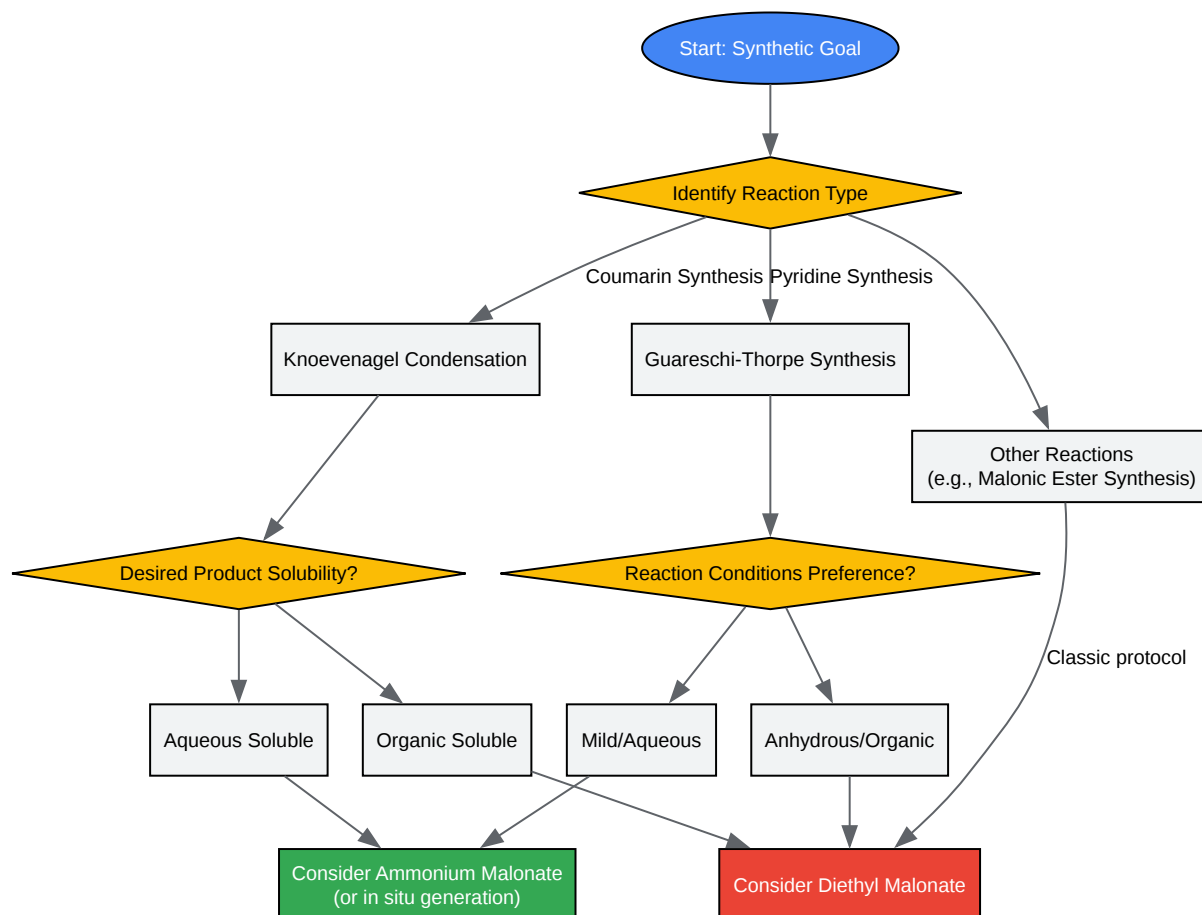 Start: Synthetic Goal
Identify Reaction Type
Coumarin Synthesis
Pyridine Synthesis
Knoevenagel Condensation
Guareschi-Thorpe Synthesis
Other Reactions
(e.g., Malonic Ester Synthesis)
Desired Product Solubility?
Reaction Conditions Preference?
Classic protocol
Aqueous Soluble
Organic Soluble
Mild/Aqueous
Anhydrous/Organic
Consider Ammonium Malonate
(or in situ generation)
Consider Diethyl Malonate